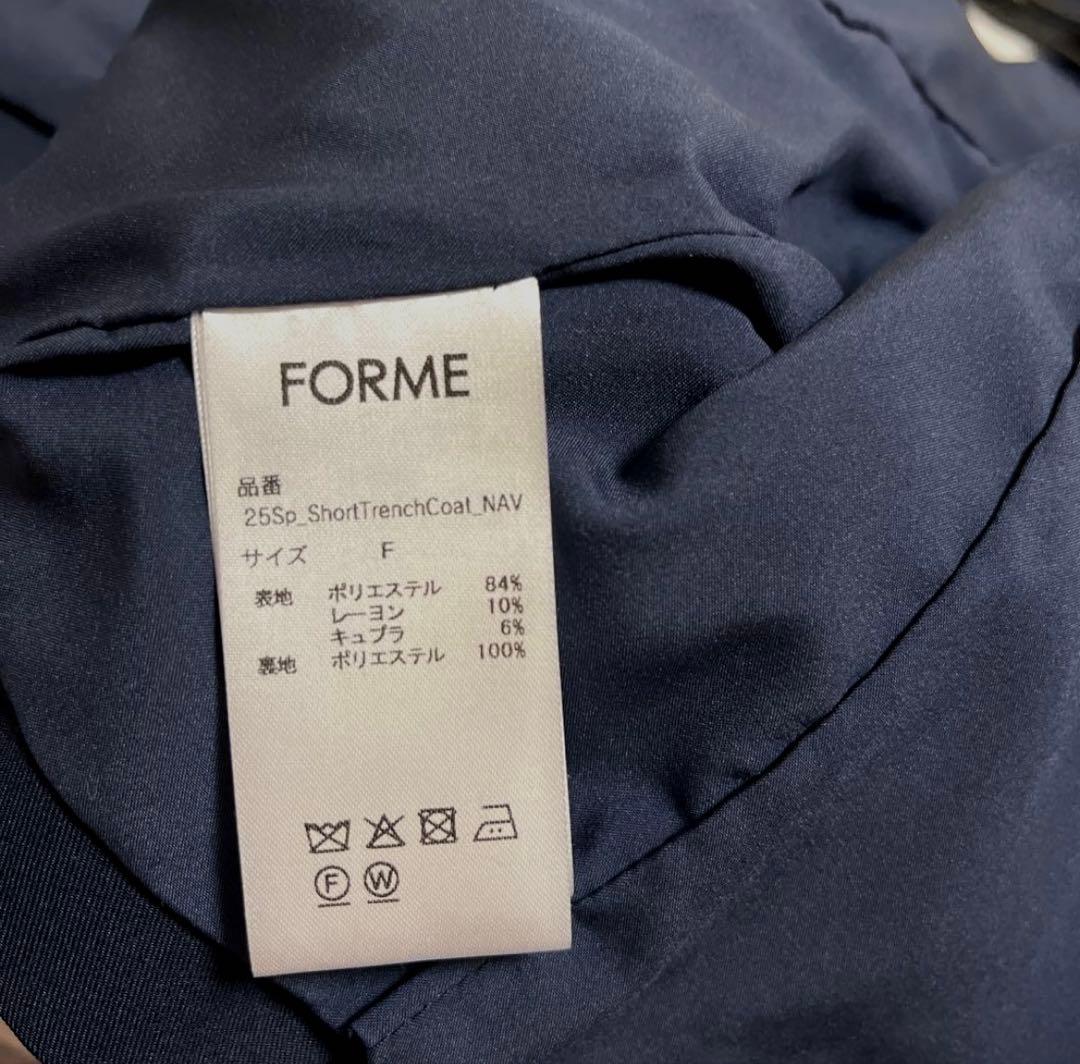 FORME
品番
25Sp_ShortTrenchCoat_NAV
サイズ F
表地 ポリエステル 84%
レーヨン 10%
キュプラ 6%
裏地 ポリエステル 100%
F W